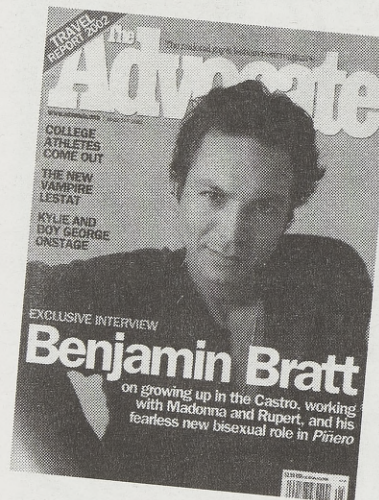 TRAVEL
REPORT 2002
The
Advocate
COLLEGE
ATHLETES
COME OUT
THE NEW
VAMPIRE
LESTAT
KYLIE AND
BOY GEORGE
ONSTAGE
EXCLUSIVE INTERVIEW
Benjamin Bratt
on growing up in the Castro, working
with Madonna and Rupert, and his
fearless new bisexual role in Piñero